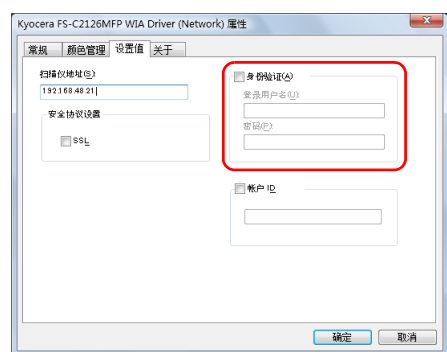 Kyocera FS-C2126MFP WIA Driver (Network) 属性
常规 颜色管理 设置值 关于
扫描仪地址(S):
192.168.48.21
安全协议设置
SSL
身份验证(A)
登录用户名(U):
密码(P):
帐户 ID
确定 取消